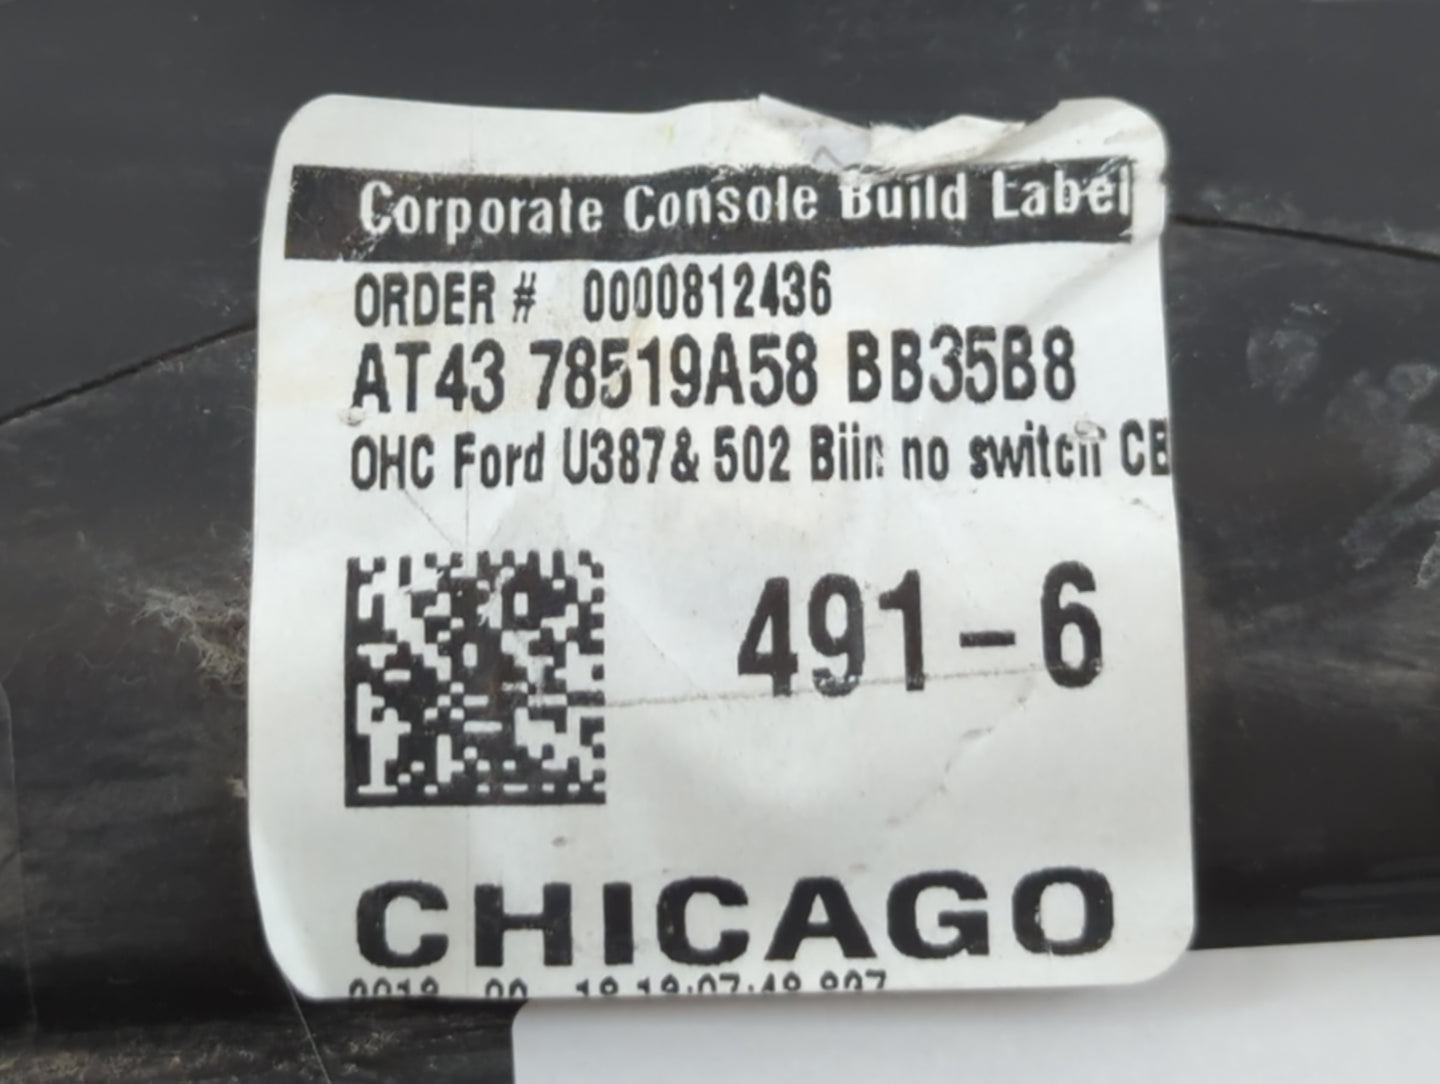 Corporate Console Build Label
ORDER # 0000812436
AT43 78519A58 BB35B8
OHC Ford U387& 502 Biin no switch CE
491-6
CHICAGO